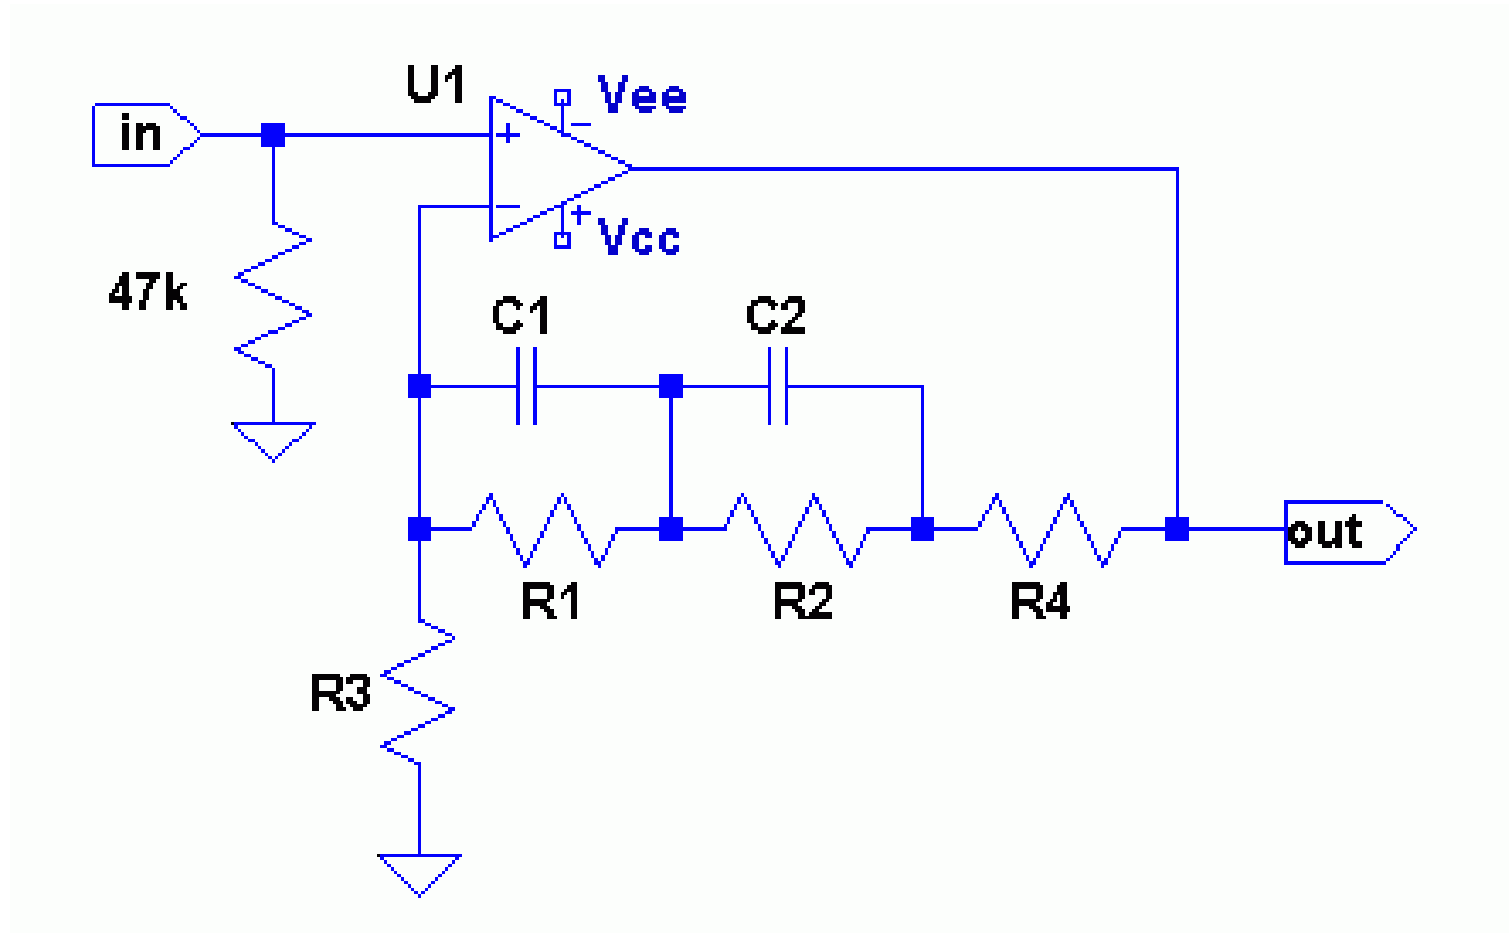 U1
Vee
in
+
−
−
+
Vcc
47k
C1
C2
out
R1
R2
R4
R3